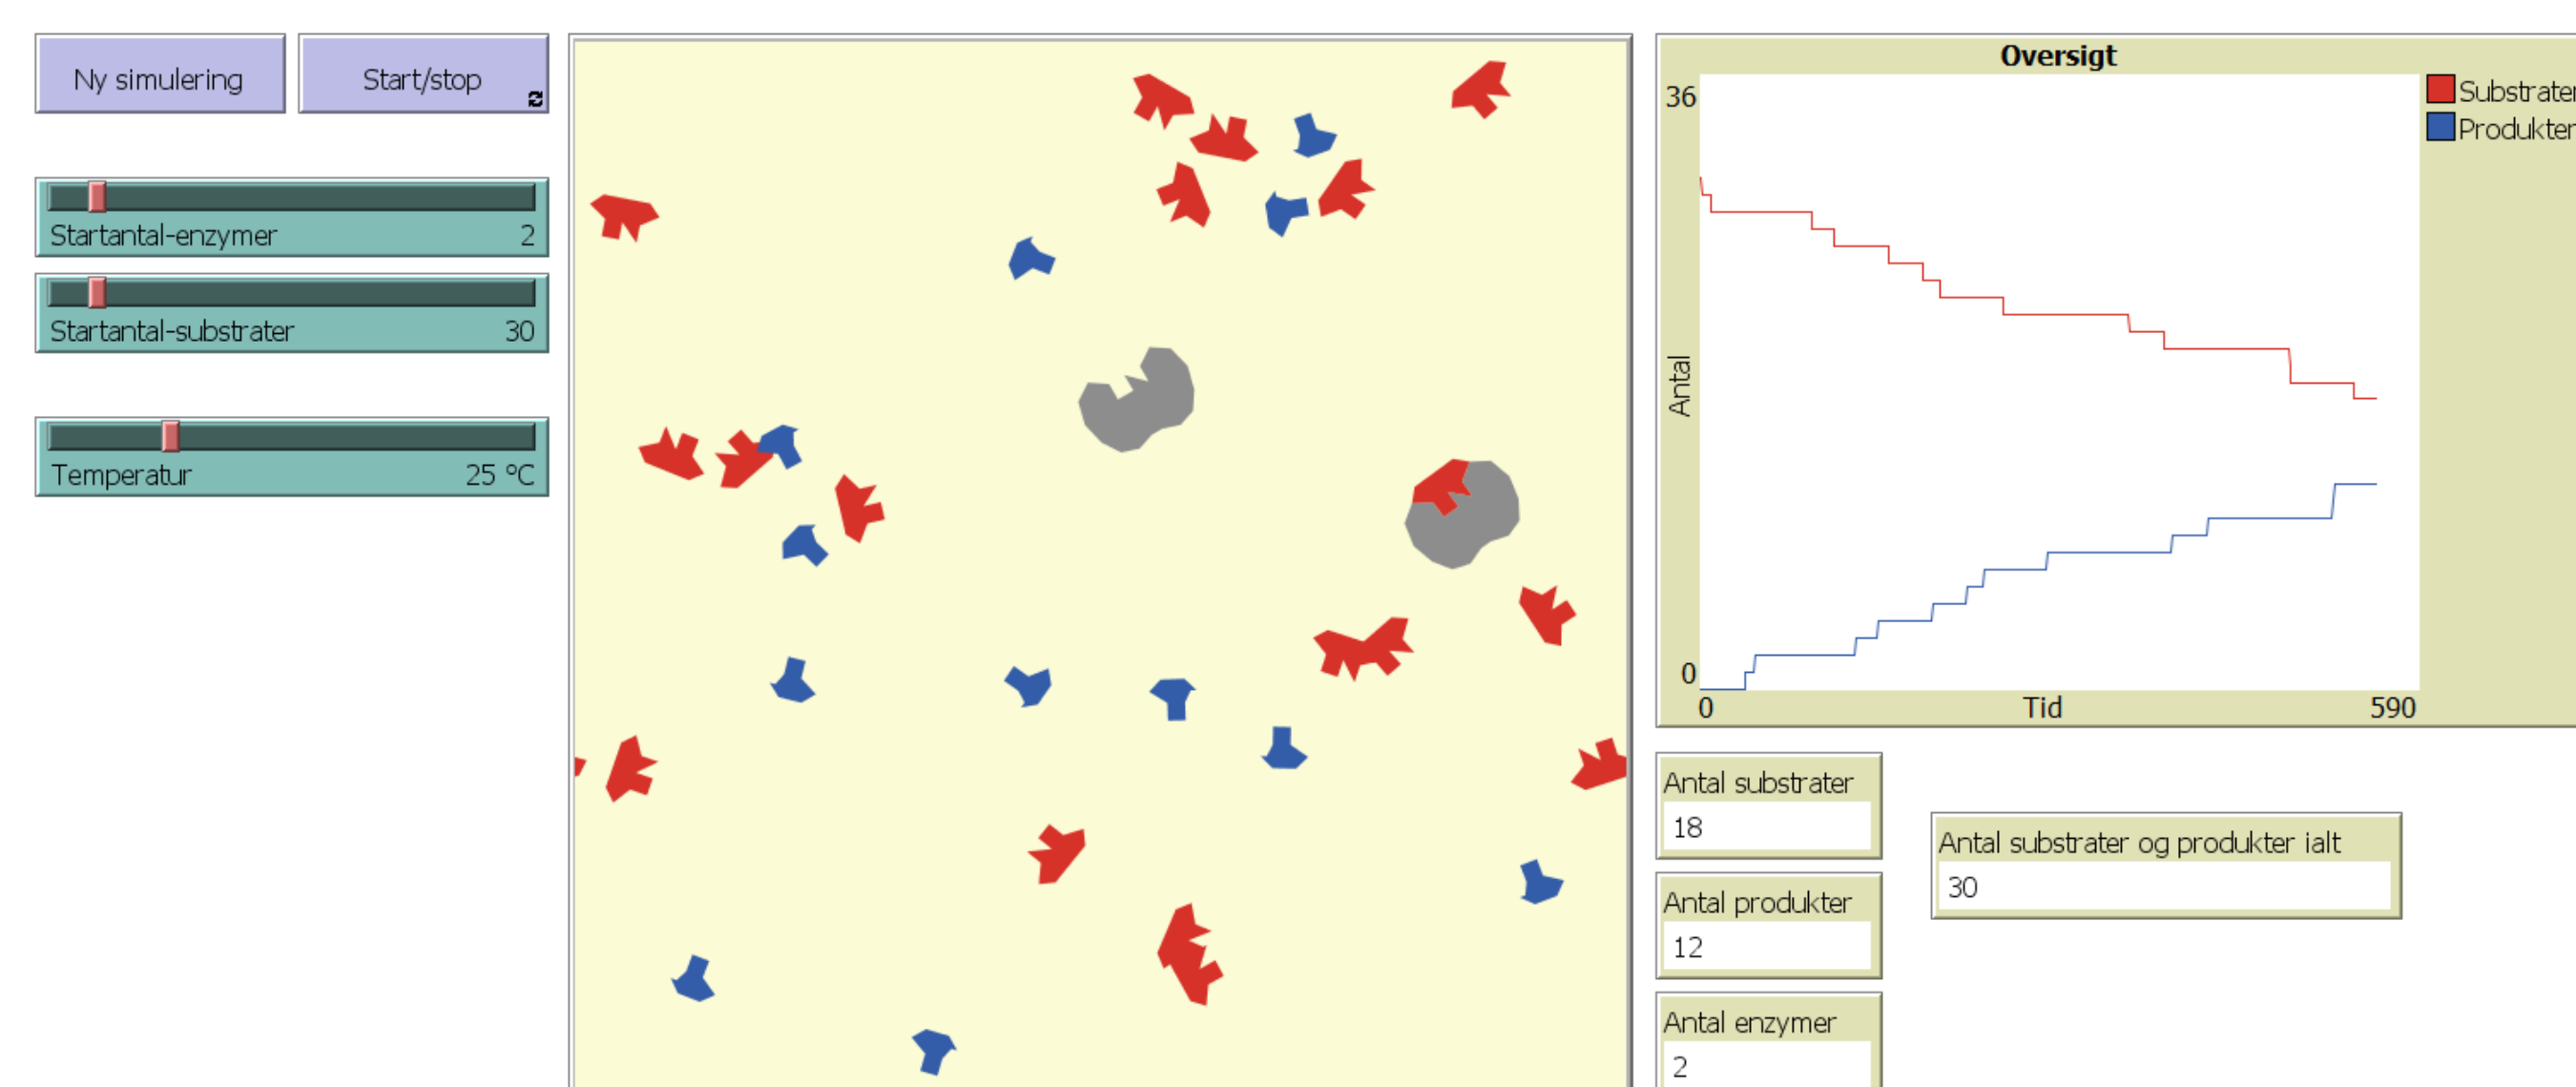 Ny simulering
Start/stop
Startantal-enzymer 2
Startantal-substrater 30
Temperatur 25 °C
Oversigt
36
Antal
0
0 Tid 590
Substrater
Produkter
Antal substrater
18
Antal produkter
12
Antal enzymer
2
Antal substrater og produkter ialt
30